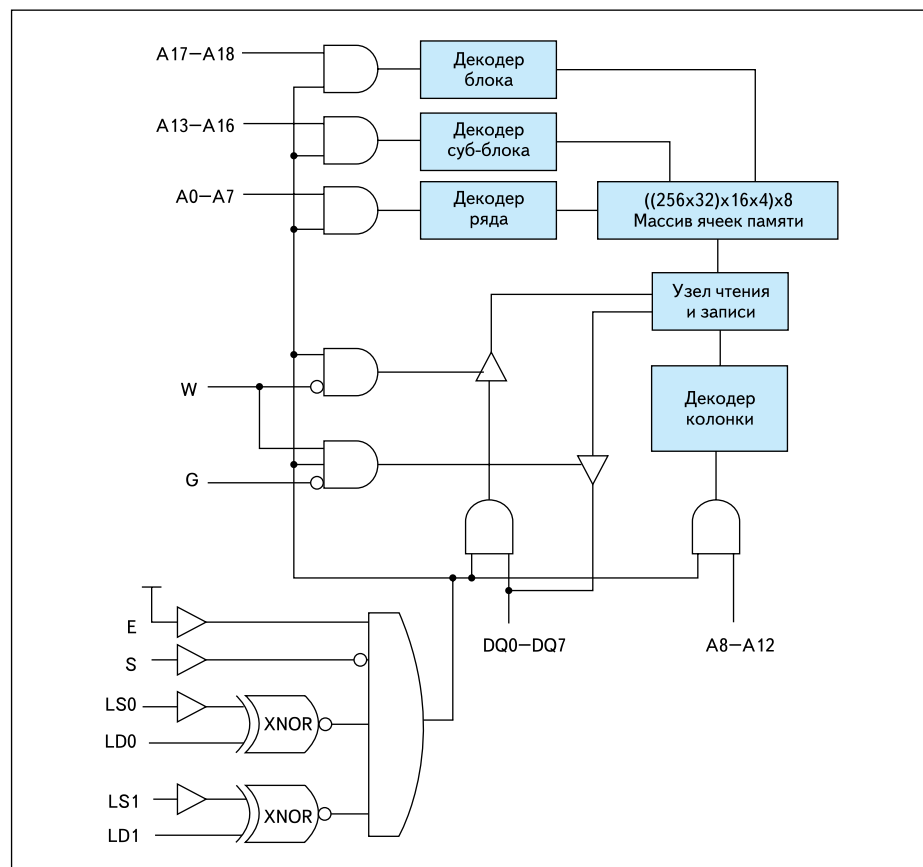 A17—A18
Декодер
блока
A13—A16
Декодер
суб-блока
A0—A7
Декодер
ряда
((256x32)x16x4)x8
Массив ячеек памяти
Узел чтения
и записи
W
Декодер
колонки
G
E
DQ0—DQ7
A8—A12
S
LS0
XNOR
LD0
LS1
XNOR
LD1